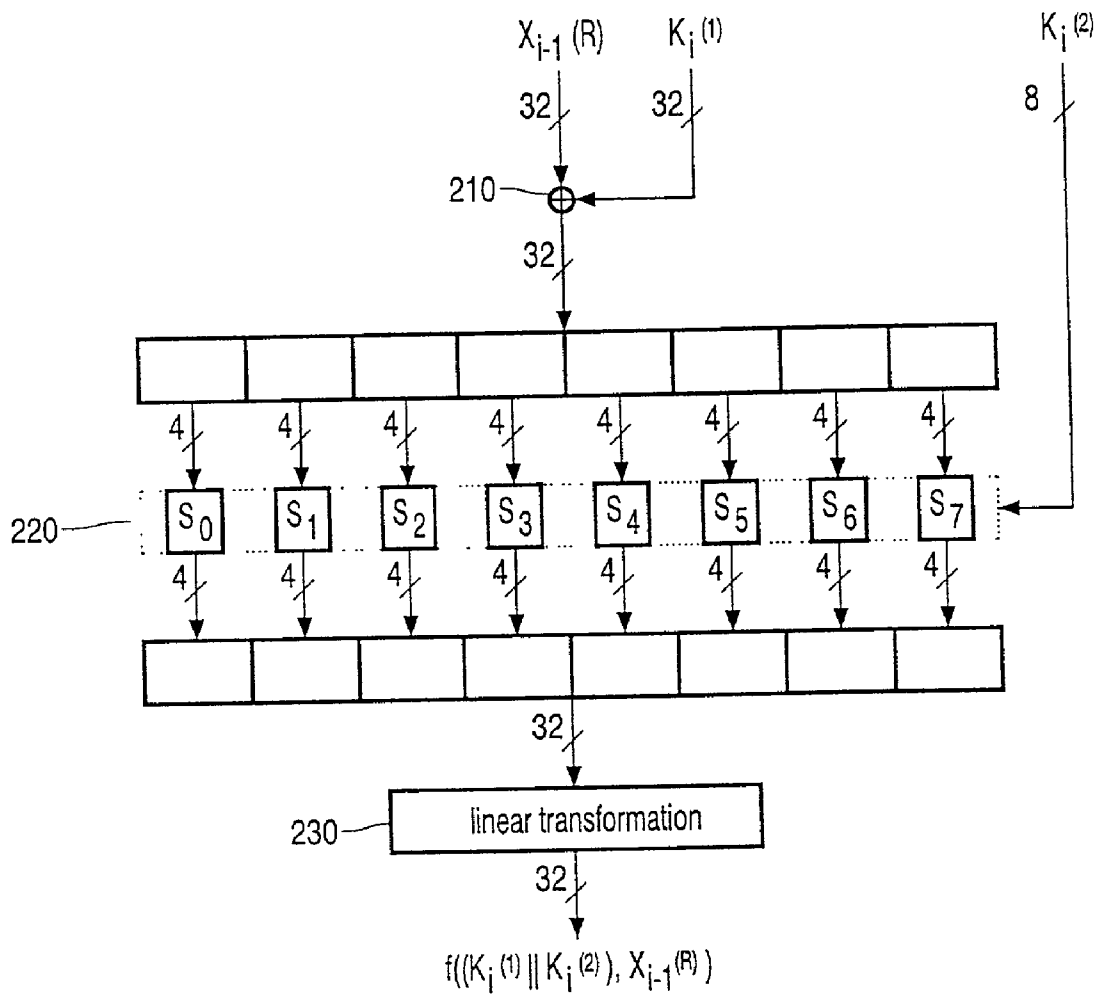 X_{i-1} (R) K_i (1) K_i (2)
32 32 8
210
32
4 4 4 4 4 4 4 4
220 S_0 S_1 S_2 S_3 S_4 S_5 S_6 S_7
4 4 4 4 4 4 4 4
32
230 linear transformation
32
f((K_i (1) || K_i (2)), X_{i-1} (R))